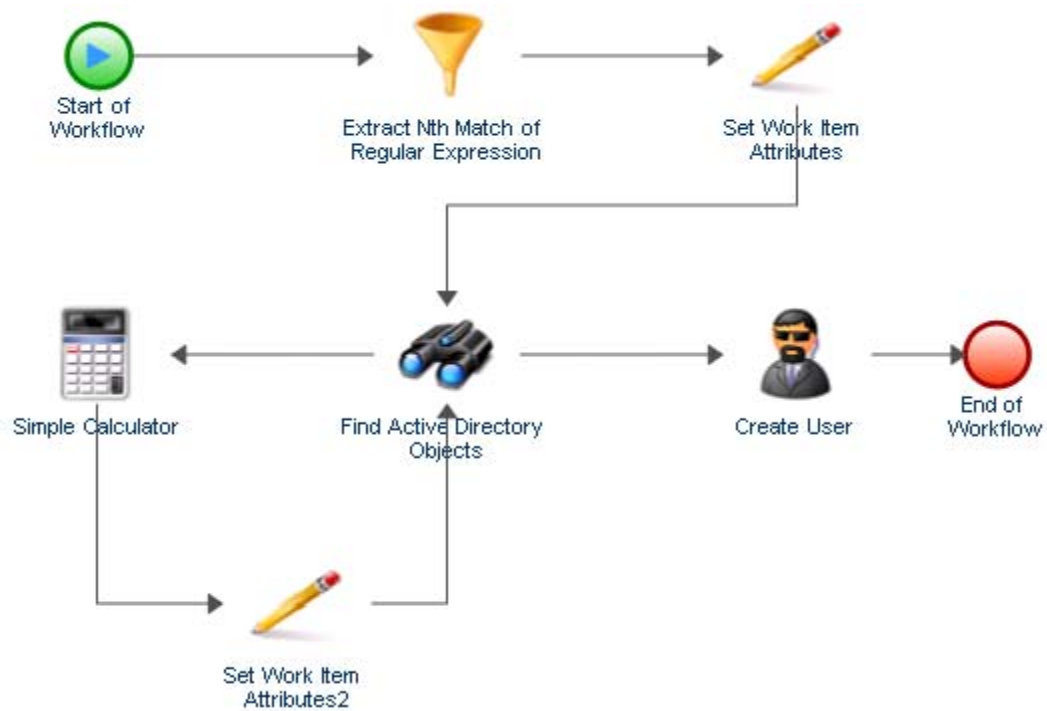 Start of
Workflow
Extract Nth Match of
Regular Expression
Set Work Item
Attributes
Simple Calculator
Find Active Directory
Objects
Create User
End of
Workflow
Set Work Item
Attributes2